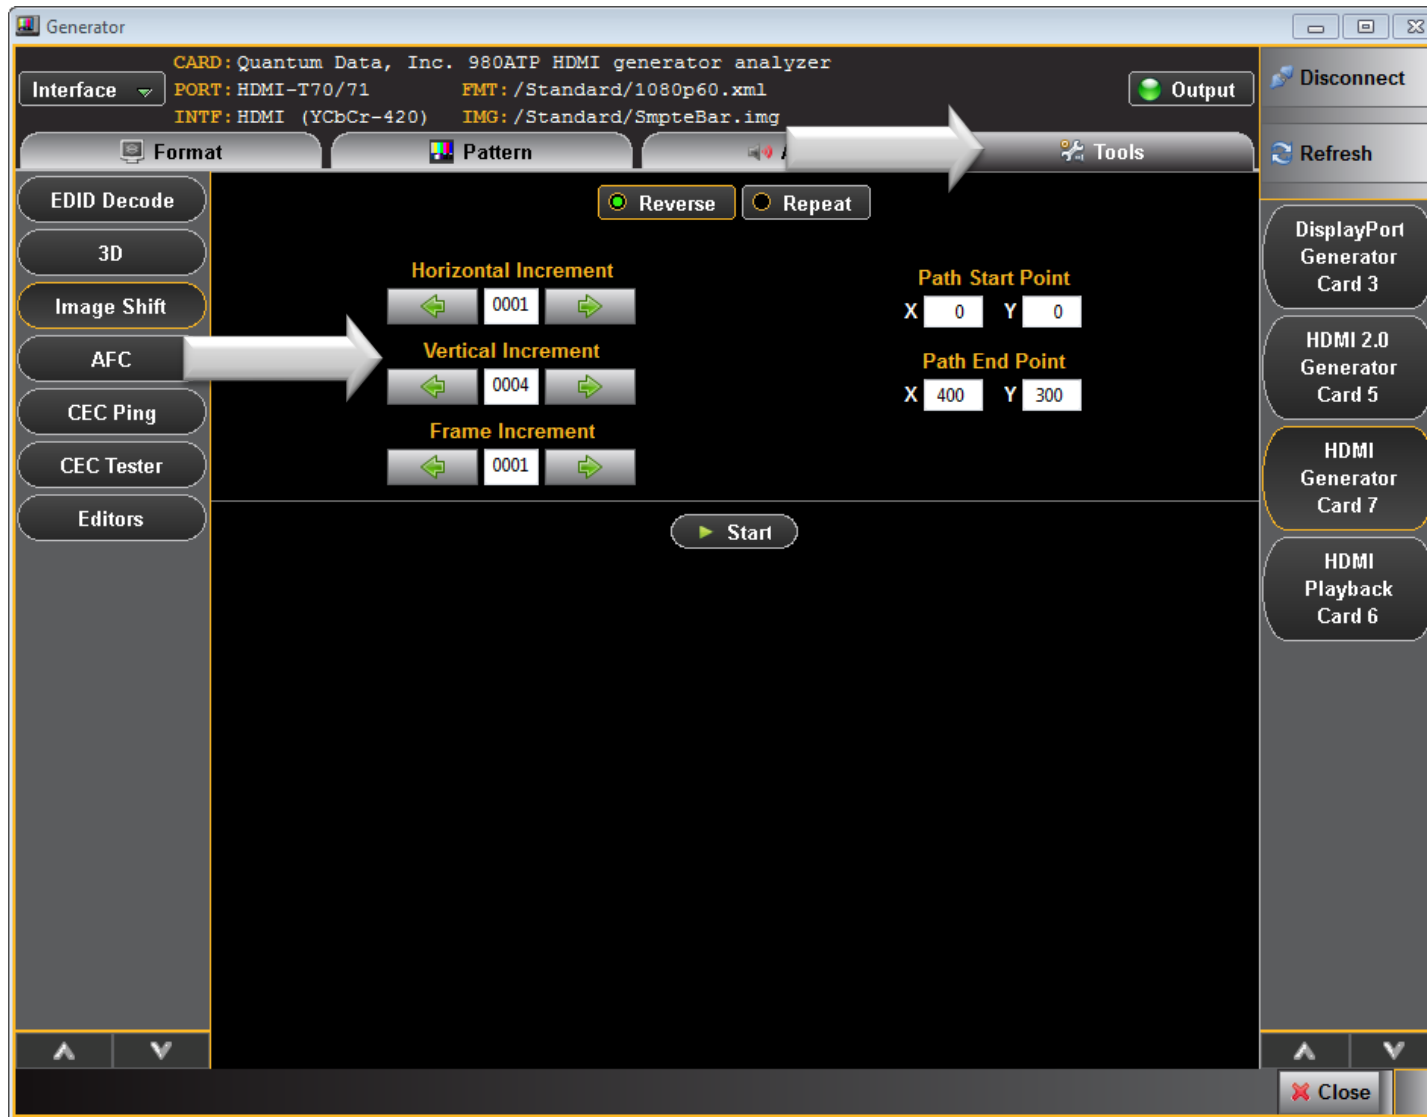 Generator
CARD: Quantum Data, Inc. 980ATP HDMI generator analyzer
Interface
PORT: HDMI-T70/71 FMT: /Standard/1080p60.xml
INTF: HDMI (YCbCr-420) IMG: /Standard/SmpteBar.img
Output
Disconnect
Format Pattern Tools
Refresh
EDID Decode
3D
Image Shift
AFC
CEC Ping
CEC Tester
Editors
Reverse Repeat
Horizontal Increment
0001
Vertical Increment
0004
Frame Increment
0001
Path Start Point
X 0 Y 0
Path End Point
X 400 Y 300
Start
DisplayPort
Generator
Card 3
HDMI 2.0
Generator
Card 5
HDMI
Generator
Card 7
HDMI
Playback
Card 6
Close